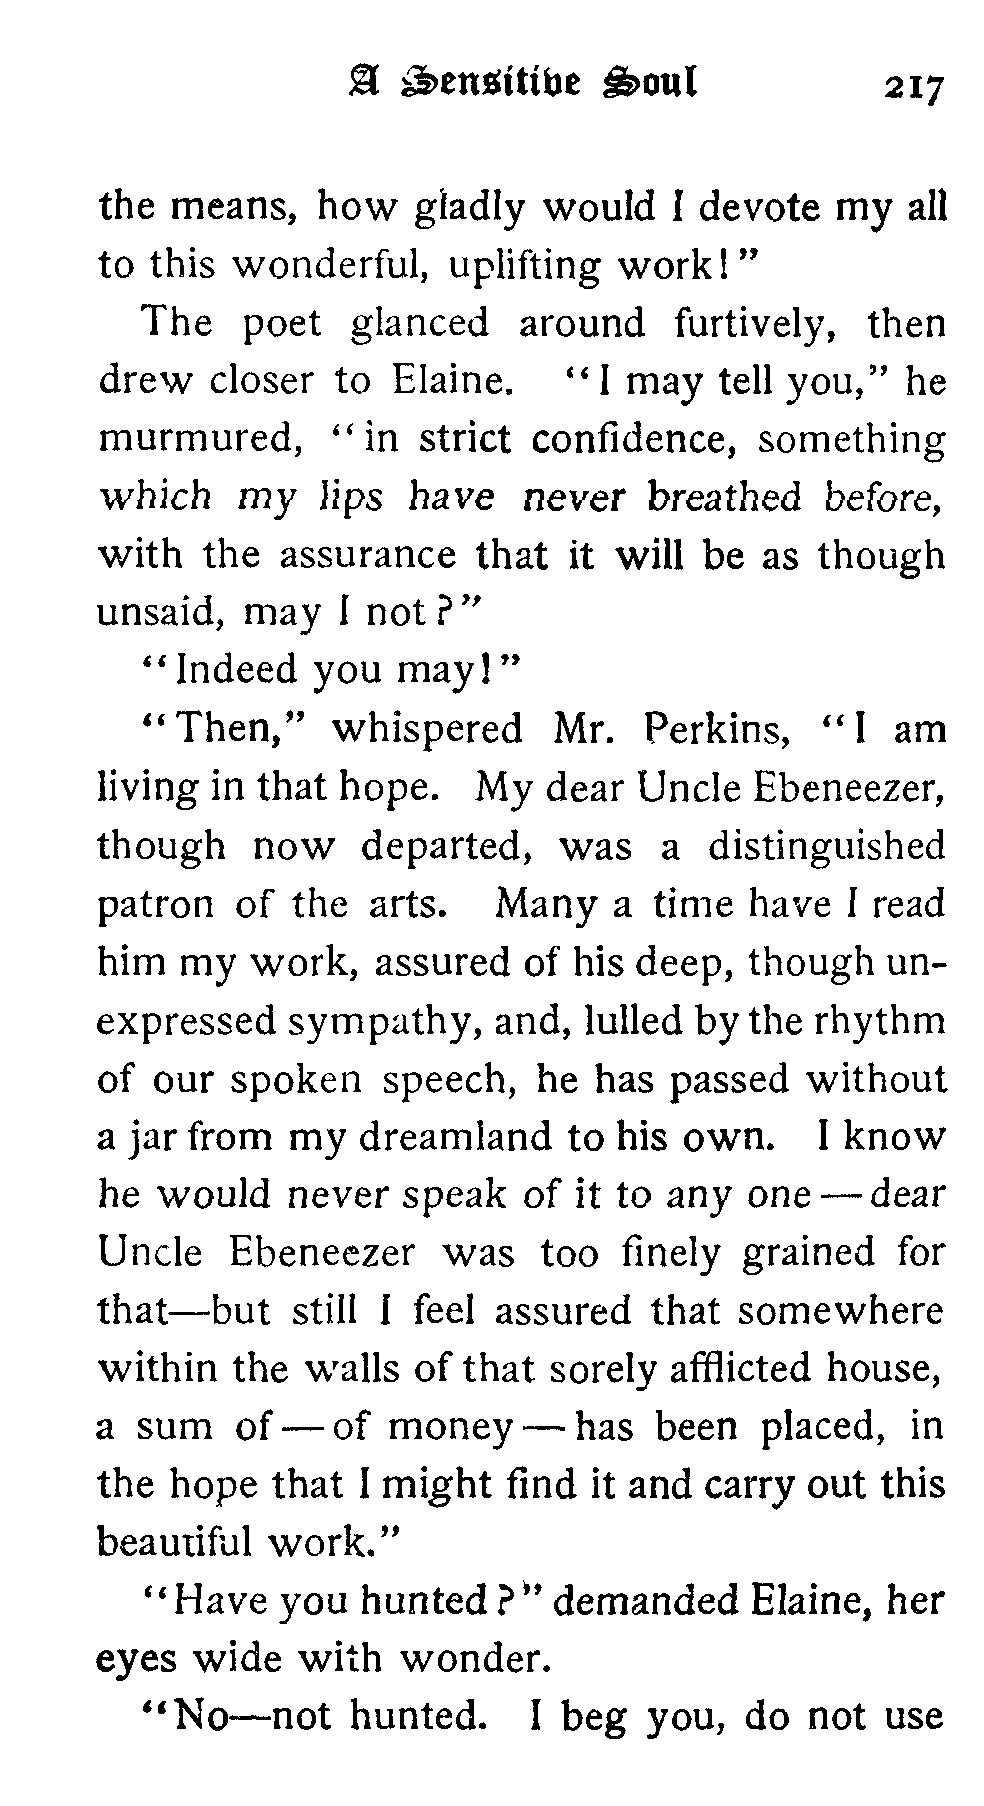 A Sensitive Soul 217
the means, how gladly would I devote my all
to this wonderful, uplifting work!”
The poet glanced around furtively, then
drew closer to Elaine. “I may tell you,” he
murmured, “in strict confidence, something
which my lips have never breathed before,
with the assurance that it will be as though
unsaid, may I not?”
“Indeed you may!”
“Then,” whispered Mr. Perkins, “I am
living in that hope. My dear Uncle Ebeneezer,
though now departed, was a distinguished
patron of the arts. Many a time have I read
him my work, assured of his deep, though un-
expressed sympathy, and, lulled by the rhythm
of our spoken speech, he has passed without
a jar from my dreamland to his own. I know
he would never speak of it to any one—dear
Uncle Ebeneezer was too finely grained for
that—but still I feel assured that somewhere
within the walls of that sorely afflicted house,
a sum of—of money—has been placed, in
the hope that I might find it and carry out this
beautiful work.”
“Have you hunted?” demanded Elaine, her
eyes wide with wonder.
“No—not hunted. I beg you, do not use